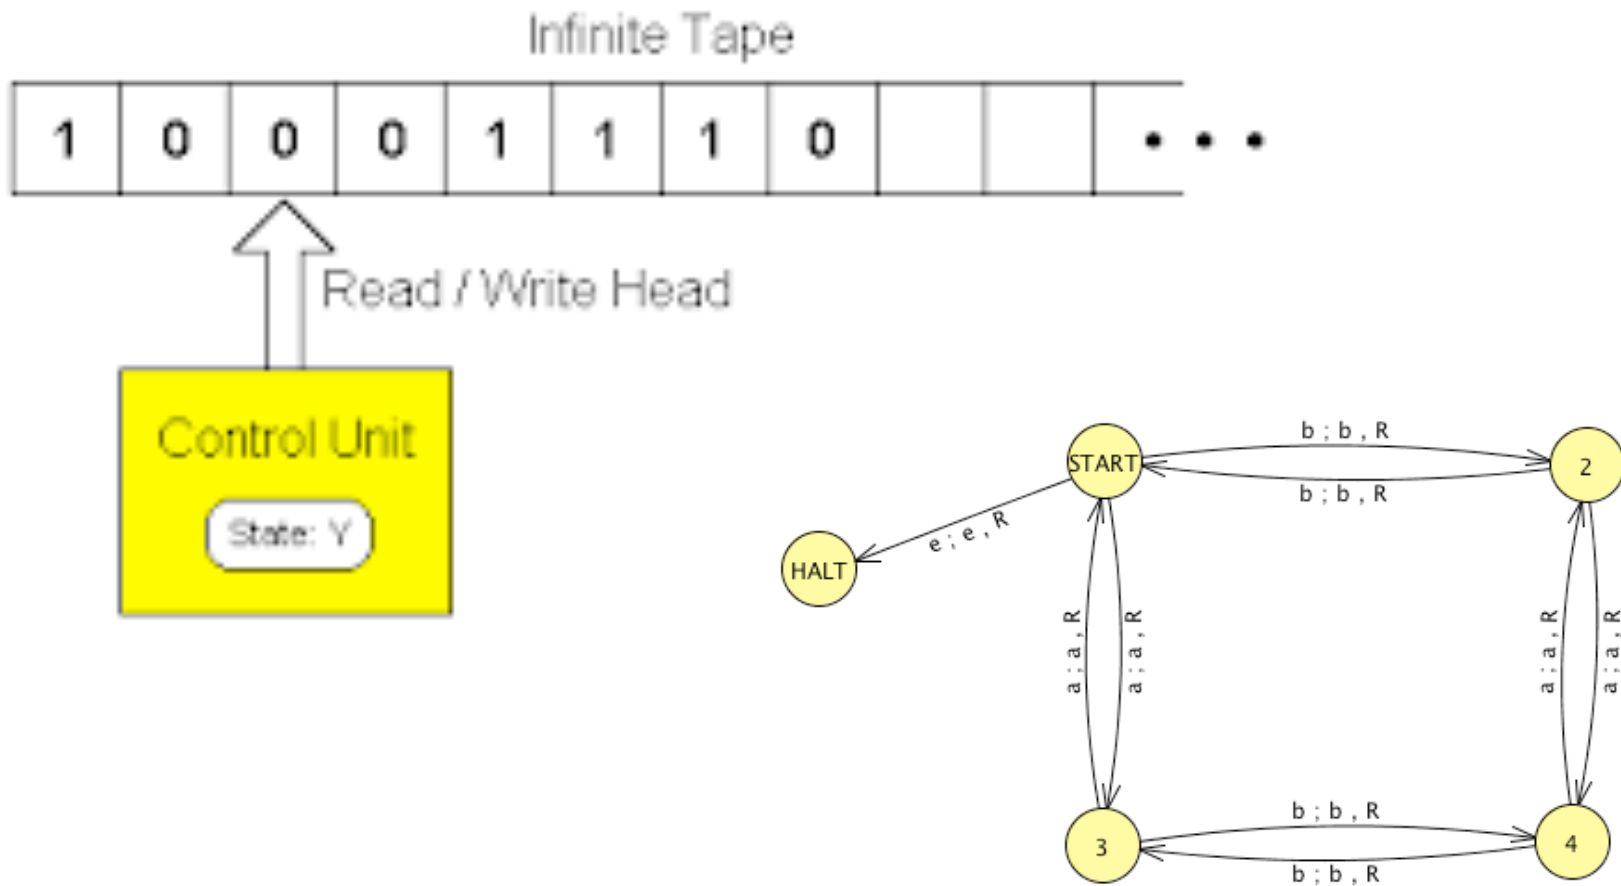 Infinite Tape
1 0 0 0 1 1 1 0
Read / Write Head
Control Unit
State: Y
b ; b , R
START
2
b ; b , R
e ; e , R
HALT
a ; a , R
a ; a , R
a ; a , R
a ; a , R
b ; b , R
3
4
b ; b , R